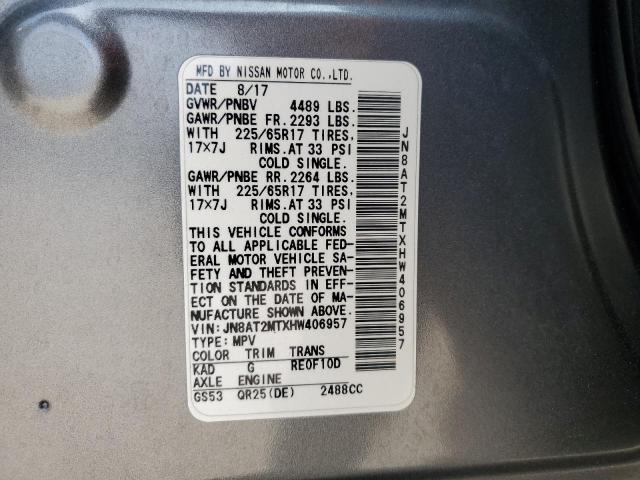 MFD BY NISSAN MOTOR CO.,LTD.
DATE 8/17
GVWR/PNBV 4489 LBS.
GAWR/PNBE FR. 2293 LBS.
WITH 225/65R17 TIRES,
17×7J RIMS.AT 33 PSI
COLD SINGLE.
GAWR/PNBE RR. 2264 LBS.
WITH 225/65R17 TIRES,
17×7J RIMS.AT 33 PSI
COLD SINGLE.
THIS VEHICLE CONFORMS
TO ALL APPLICABLE FED-
ERAL MOTOR VEHICLE SA-
FETY AND THEFT PREVEN-
TION STANDARDS IN EFF-
ECT ON THE DATE OF MA-
NUFACTURE SHOWN ABOVE.
VIN: JN8AT2MTXHW406957
TYPE: MPV
COLOR TRIM TRANS
KAD G RE0F10D
AXLE ENGINE
GS53 QR25(DE) 2488CC
JN8AT2MTXHW406957